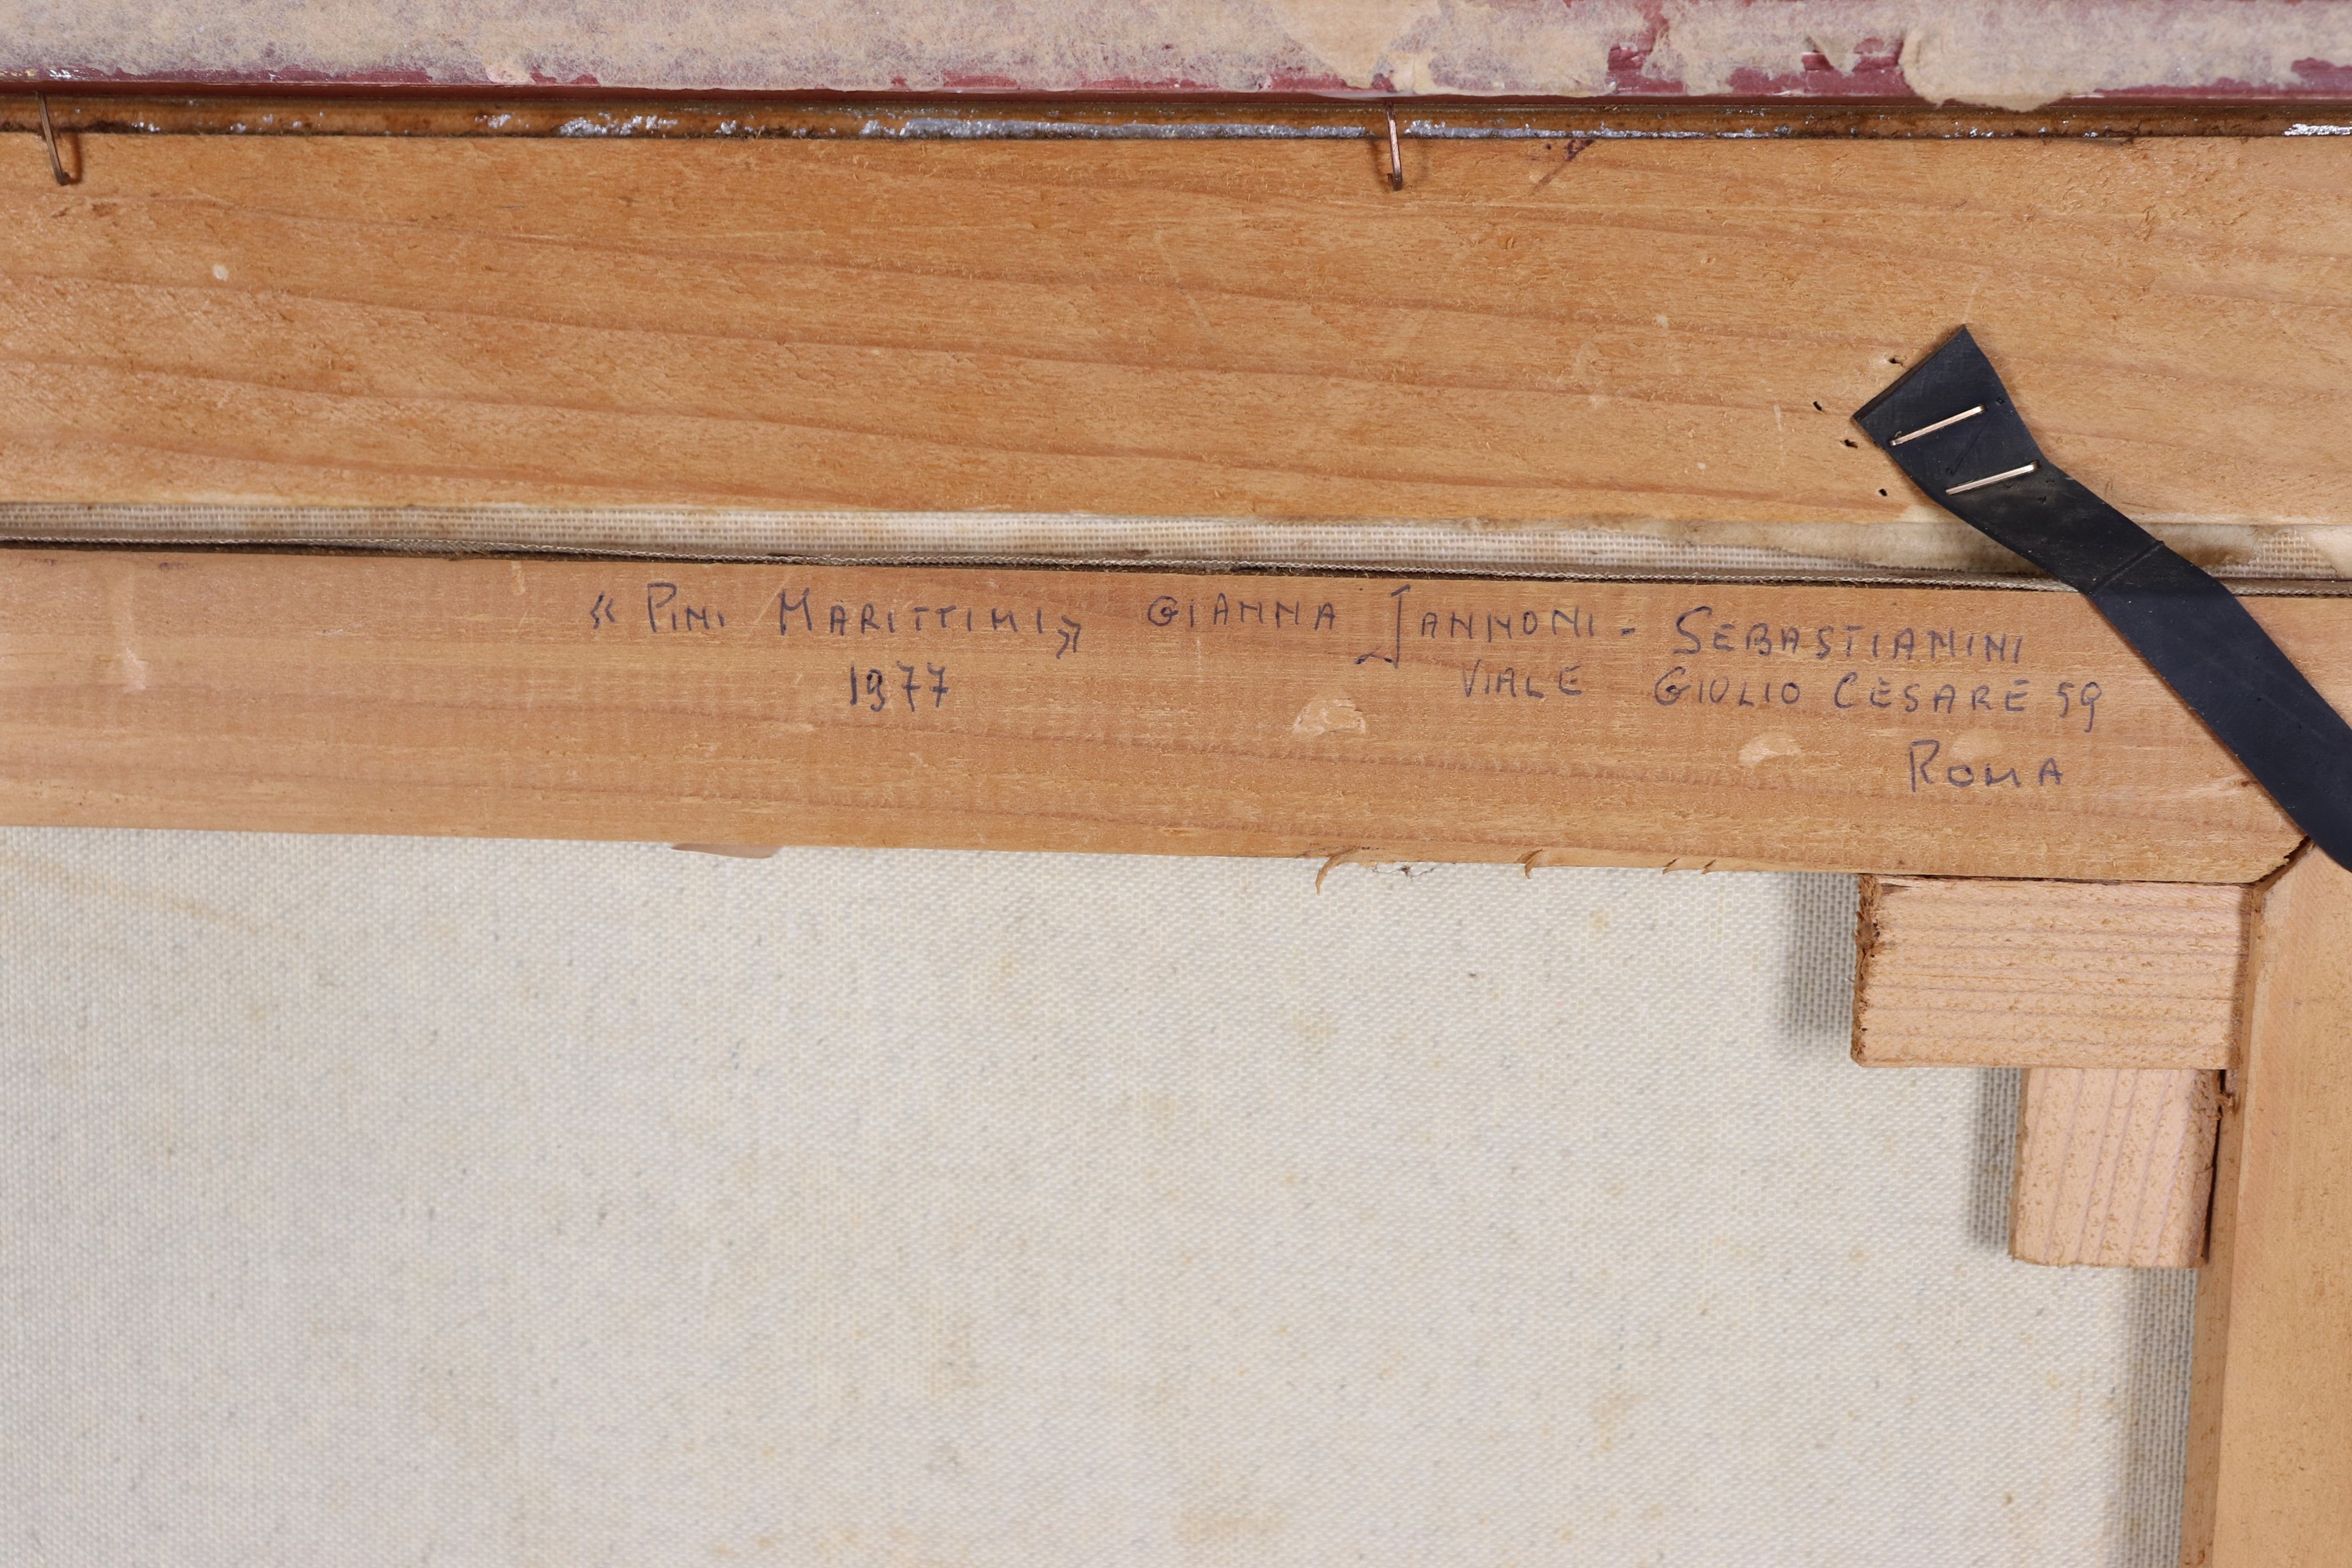 « PINI MARITTIMI » GIANNA IANNONI - SEBASTIANINI
1977 VIALE GIULIO CESARE 59
ROMA